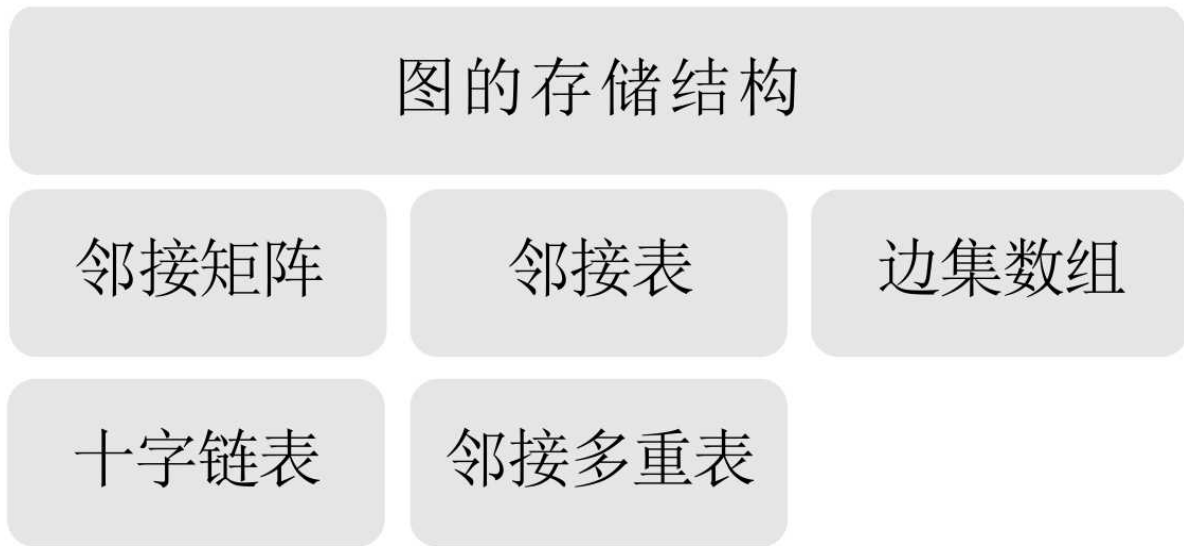 图的存储结构
邻接矩阵
邻接表
边集数组
十字链表
邻接多重表